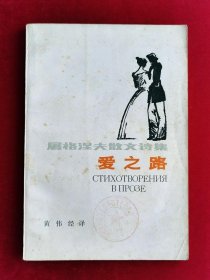 屠格涅夫散文诗集
爱之路
СТИХОТВОРЕНИЯ
В ПРОЗЕ
黄伟经 译